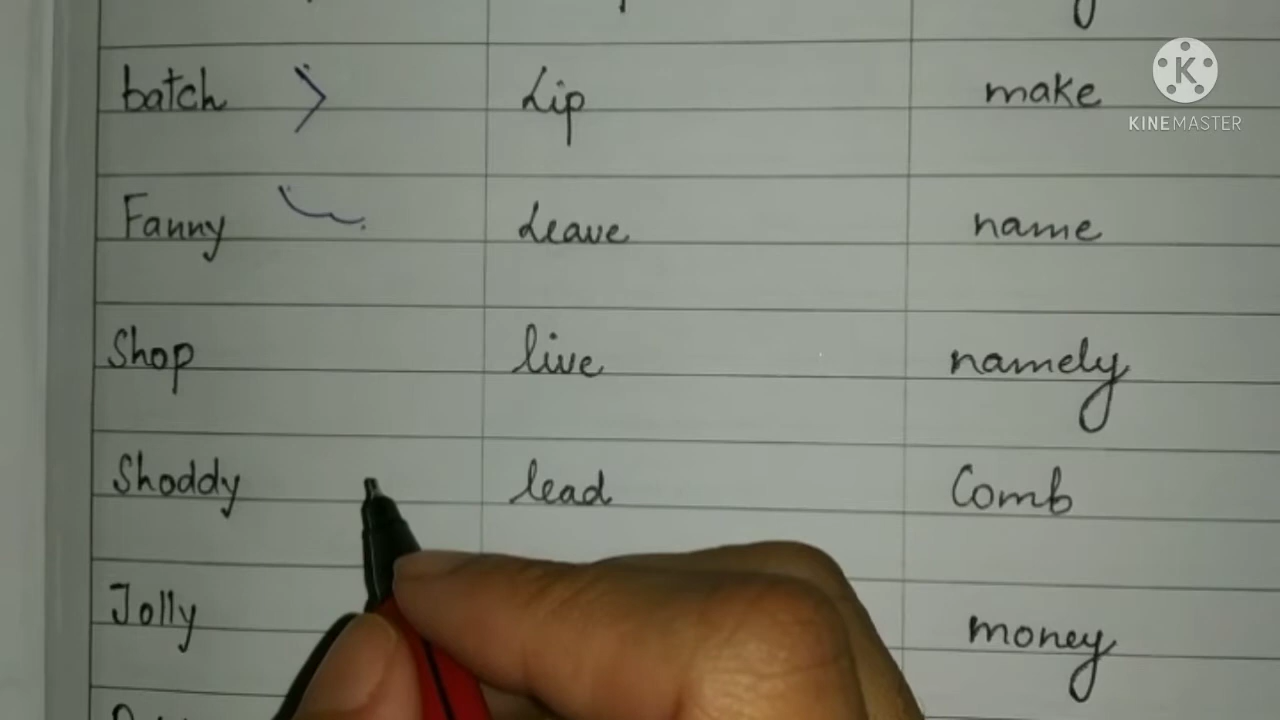 batch Lip make
Fanny Leave name
Shop live namely
Shoddy lead Comb
Jolly money
K
KINEMASTER